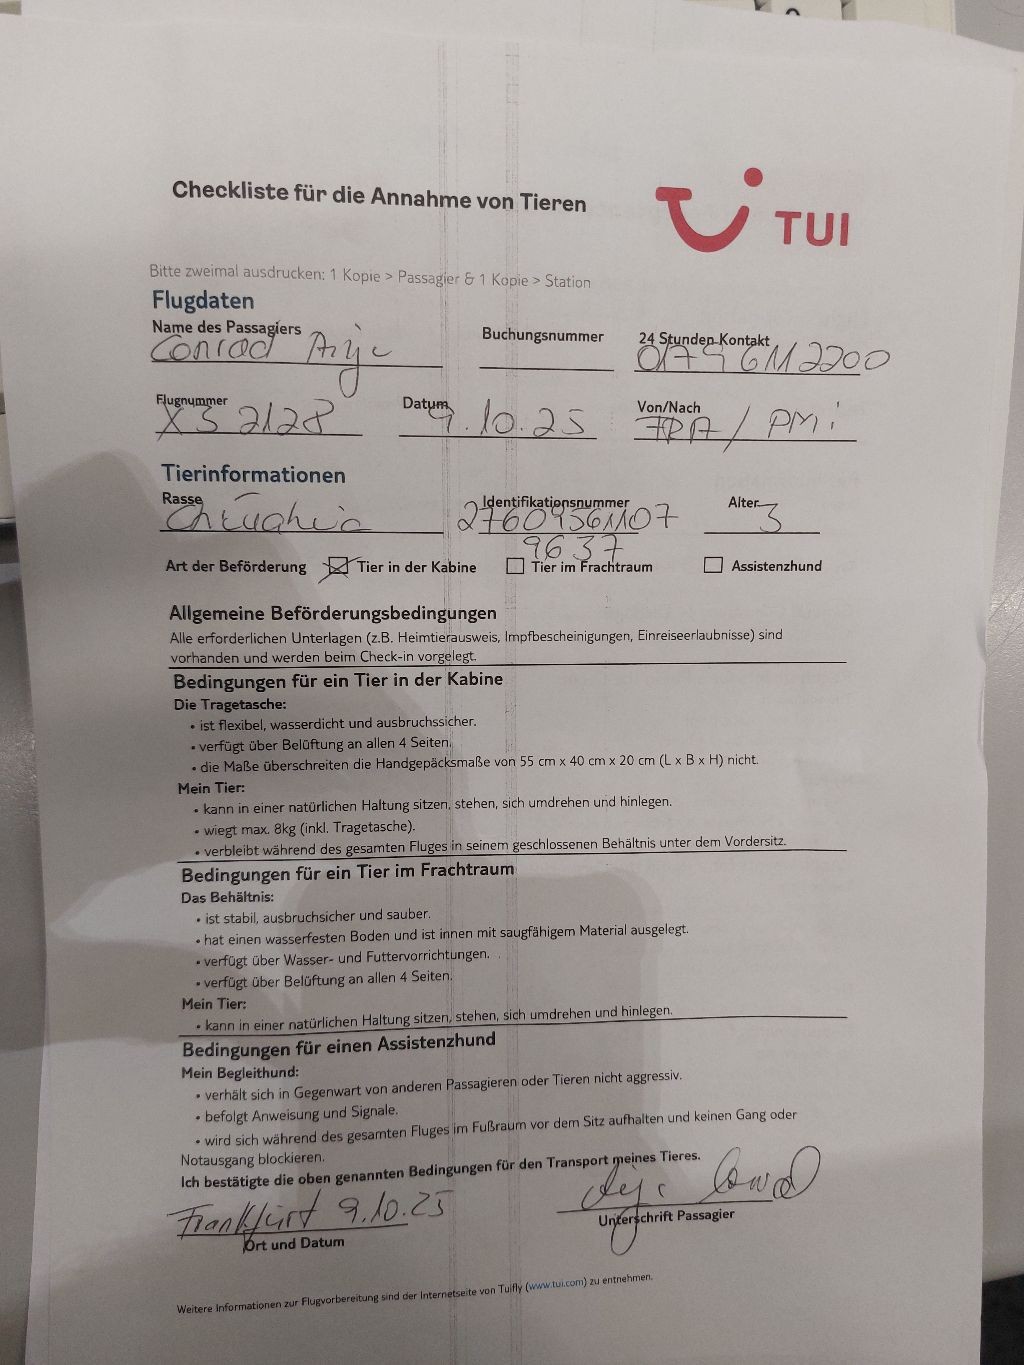 Checkliste für die Annahme von Tieren
TUI
Bitte zweimal ausdrucken: 1 Kopie > Passagier & 1 Kopie > Station
Flugdaten
Name des Passagiers Buchungsnummer 24 Stunden Kontakt
Conrad 6112200
Flugnummer Datum Von/Nach
X3 2128 9.10.25 FRA / PMi
Tierinformationen
Rasse Identifikationsnummer Alter
27609561107 3
9637
Art der Beförderung Tier in der Kabine Tier im Frachtraum Assistenzhund
Allgemeine Beförderungsbedingungen
Alle erforderlichen Unterlagen (z.B. Heimtierausweis, Impfbescheinigungen, Einreiseerlaubnisse) sind
vorhanden und werden beim Check-in vorgelegt.
Bedingungen für ein Tier in der Kabine
Die Tragetasche:
• ist flexibel, wasserdicht und ausbruchssicher.
• verfügt über Belüftung an allen 4 Seiten.
• die Maße überschreiten die Handgepäcksmaße von 55 cm x 40 cm x 20 cm (L x B x H) nicht.
Mein Tier:
• kann in einer natürlichen Haltung sitzen, stehen, sich umdrehen und hinlegen.
• wiegt max. 8kg (inkl. Tragetasche).
• verbleibt während des gesamten Fluges in seinem geschlossenen Behältnis unter dem Vordersitz.
Bedingungen für ein Tier im Frachtraum
Das Behältnis:
• ist stabil, ausbruchsicher und sauber.
• hat einen wasserfesten Boden und ist innen mit saugfähigem Material ausgelegt.
• verfügt über Wasser- und Futtervorrichtungen.
• verfügt über Belüftung an allen 4 Seiten.
Mein Tier:
• kann in einer natürlichen Haltung sitzen, stehen, sich umdrehen und hinlegen.
Bedingungen für einen Assistenzhund
Mein Begleithund:
• verhält sich in Gegenwart von anderen Passagieren oder Tieren nicht aggressiv.
• befolgt Anweisung und Signale.
• wird sich während des gesamten Fluges im Fußraum vor dem Sitz aufhalten und keinen Gang oder
Notausgang blockieren.
Ich bestätigte die oben genannten Bedingungen für den Transport meines Tieres.
Frankfurt 9.10.25
Ort und Datum Unterschrift Passagier
Weitere Informationen zur Flugvorbereitung sind der Internetseite von Tuifly (www.tui.com) zu entnehmen.